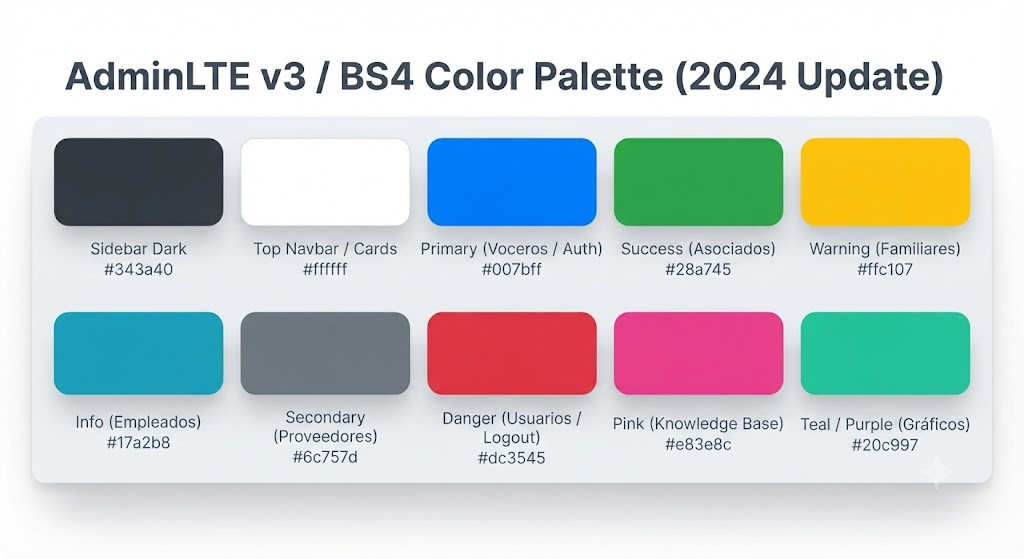 AdminLTE v3 / BS4 Color Palette (2024 Update)
Sidebar Dark
#343a40
Top Navbar / Cards
#ffffff
Primary (Voceros / Auth)
#007bff
Success (Asociados)
#28a745
Warning (Familiares)
#ffc107
Info (Empleados)
#17a2b8
Secondary
(Proveedores)
#6c757d
Danger (Usuarios /
Logout)
#dc3545
Pink (Knowledge Base)
#e83e8c
Teal / Purple (Gráficos)
#20c997